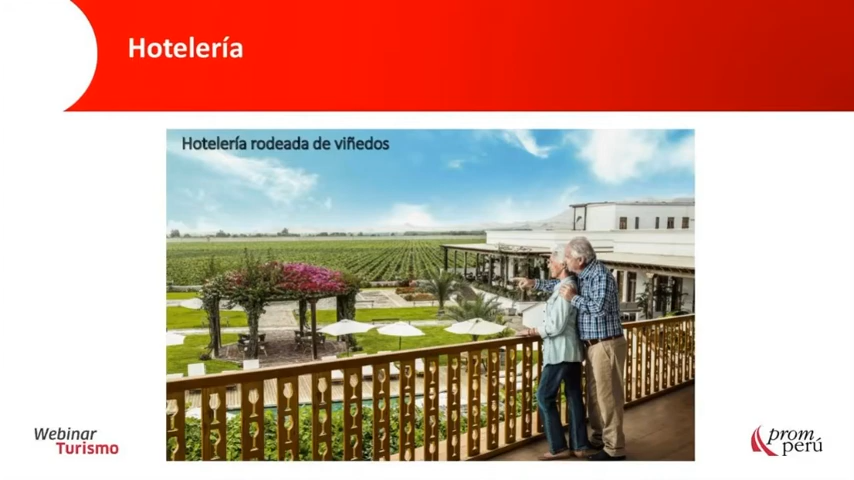 Hotelería
Hotelería rodeada de viñedos
Webinar
Turismo
prom
perú